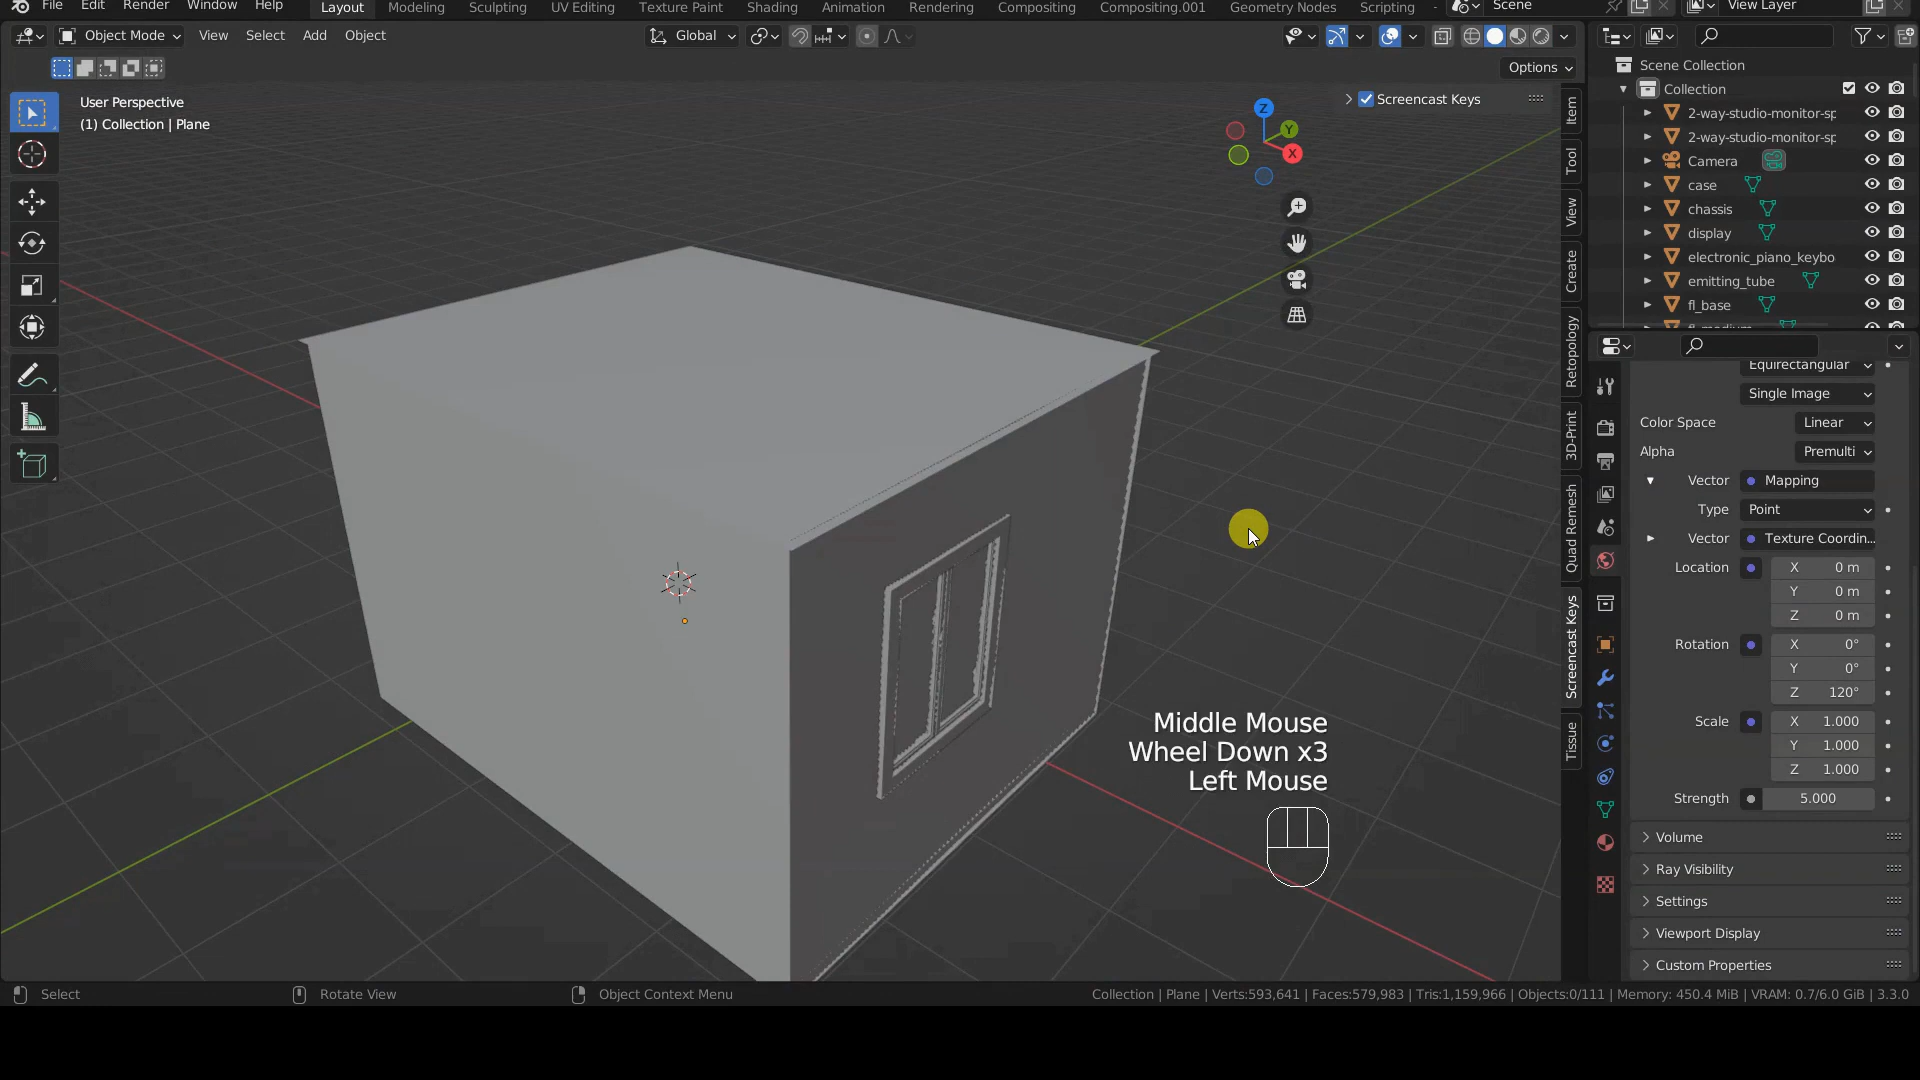 File Edit Render Window Help Layout Modeling Sculpting UV Editing Texture Paint Shading Animation Rendering Compositing Compositing.001 Geometry Nodes Scripting Scene View Layer
Object Mode View Select Add Object Global
Options
User Perspective
(1) Collection | Plane
Screencast Keys
Z
Y
X
Item
Tool
View
Create
Retopology
3D-Print
Quad Remesh
Screencast Keys
Tissue
Scene Collection
Collection
2-way-studio-monitor-sp
2-way-studio-monitor-sp
Camera
case
chassis
display
electronic_piano_keybo
emitting_tube
fl_base
Equirectangular
Single Image
Color Space Linear
Alpha Premulti
Vector Mapping
Type Point
Vector Texture Coordin...
Location X 0 m
Y 0 m
Z 0 m
Rotation X 0°
Y 0°
Z 120°
Scale X 1.000
Y 1.000
Z 1.000
Strength 5.000
Volume
Ray Visibility
Settings
Viewport Display
Custom Properties
Middle Mouse
Wheel Down x3
Left Mouse
Select Rotate View Object Context Menu Collection | Plane | Verts:593,641 | Faces:579,983 | Tris:1,159,966 | Objects:0/111 | Memory: 450.4 MiB | VRAM: 0.7/6.0 GiB | 3.3.0